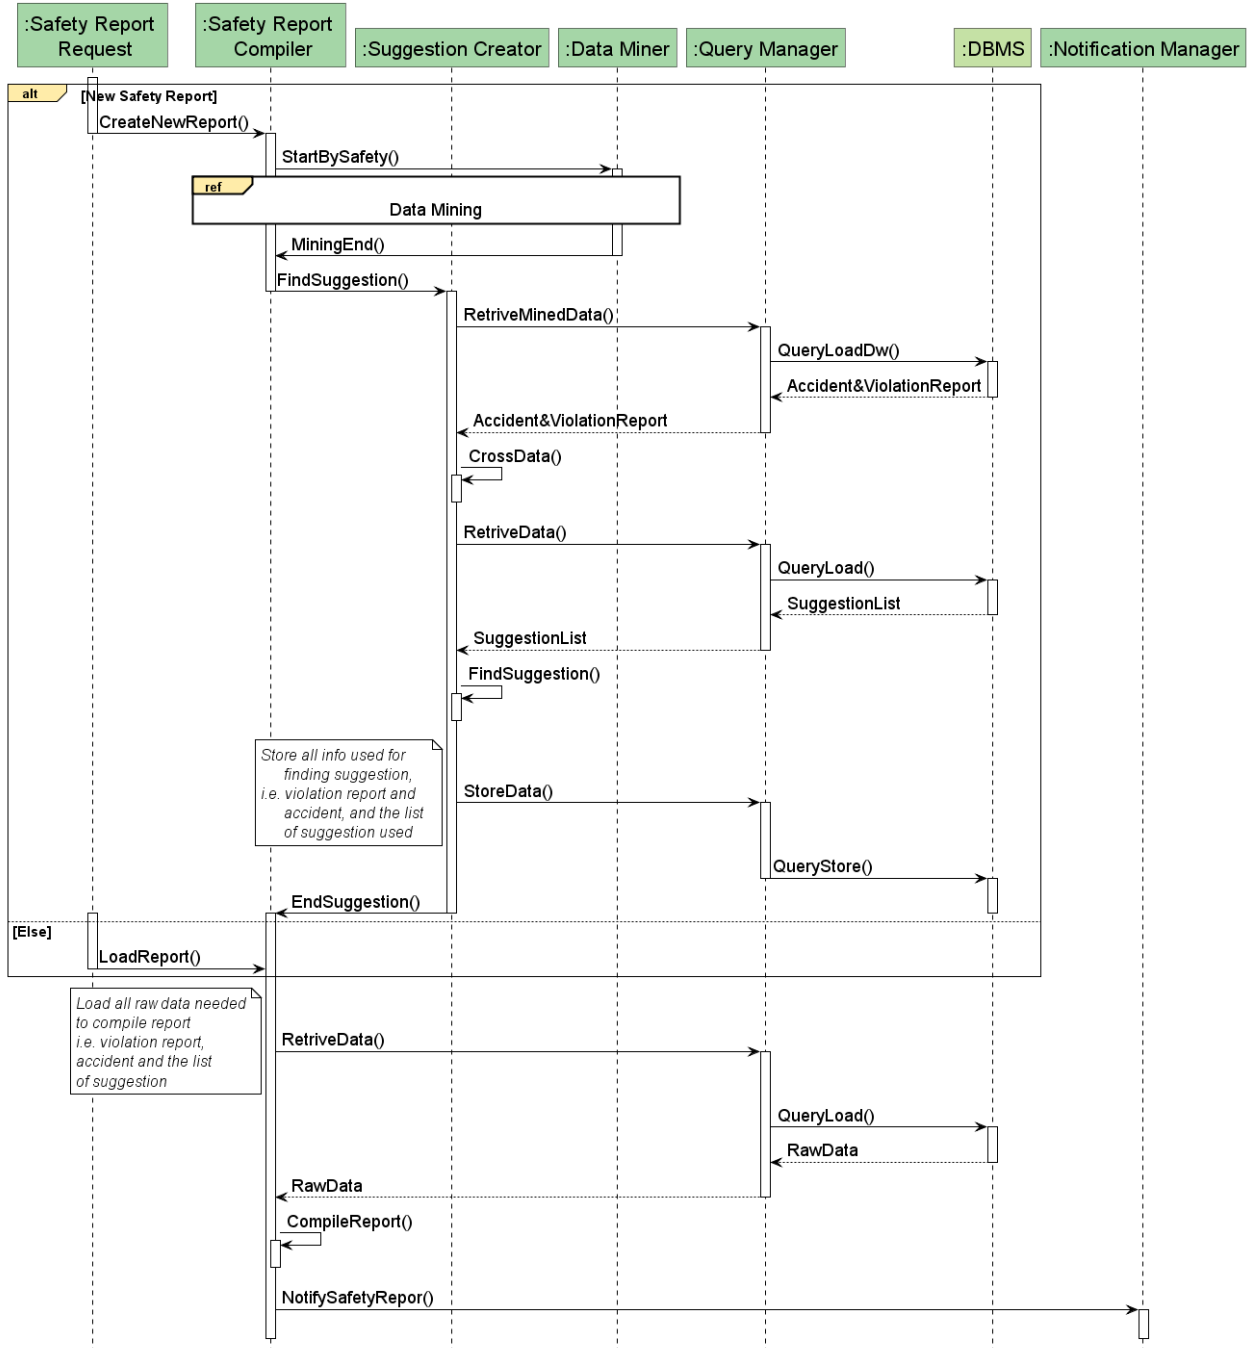 :Safety Report
Request
:Safety Report
Compiler
:Suggestion Creator
:Data Miner
:Query Manager
:DBMS
:Notification Manager
alt
[New Safety Report]
CreateNewReport()
StartBySafety()
ref
Data Mining
MiningEnd()
FindSuggestion()
RetriveMinedData()
QueryLoadDw()
Accident&ViolationReport
Accident&ViolationReport
CrossData()
RetriveData()
QueryLoad()
SuggestionList
SuggestionList
FindSuggestion()
Store all info used for
finding suggestion,
i.e. violation report and
accident, and the list
of suggestion used
StoreData()
QueryStore()
EndSuggestion()
[Else]
LoadReport()
Load all raw data needed
to compile report
i.e. violation report,
accident and the list
of suggestion
RetriveData()
QueryLoad()
RawData
RawData
CompileReport()
NotifySafetyRepor()